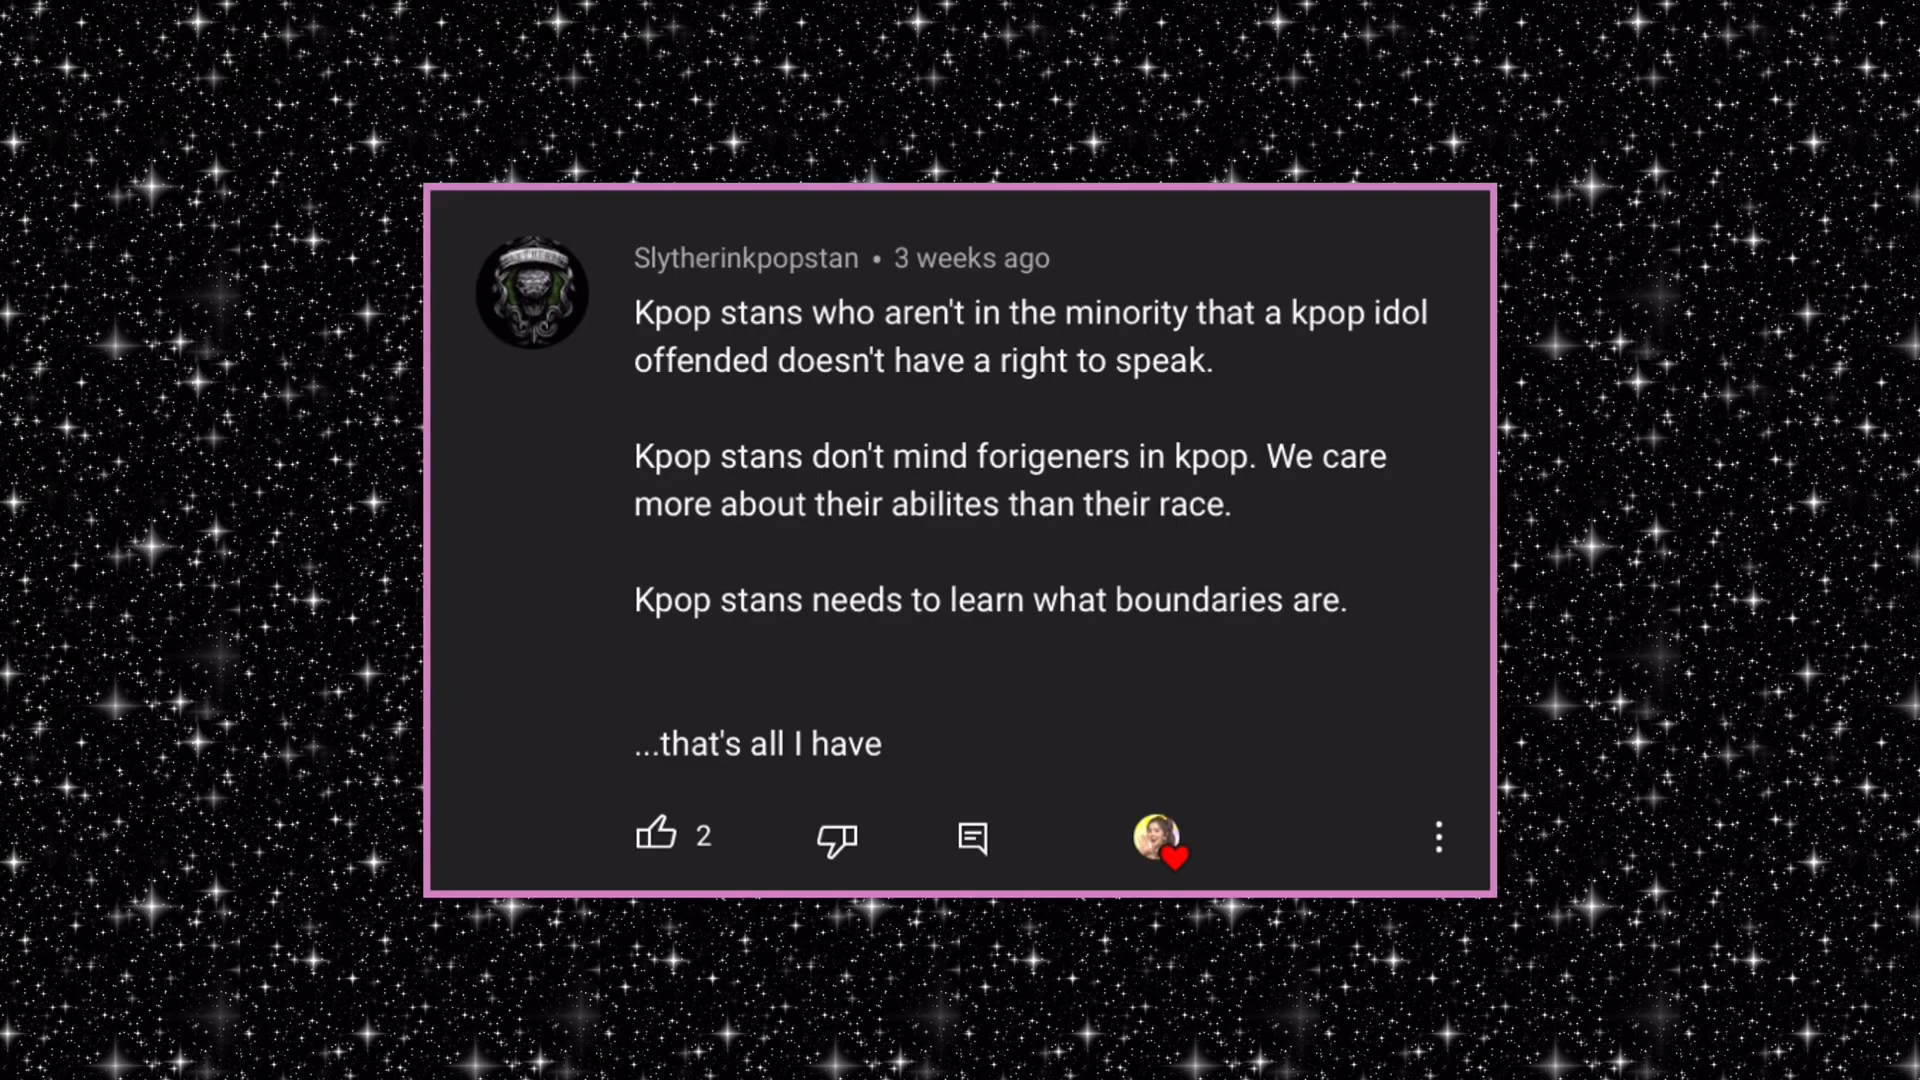 Slytherinkpopstan • 3 weeks ago
Kpop stans who aren't in the minority that a kpop idol
offended doesn't have a right to speak.
Kpop stans don't mind forigeners in kpop. We care
more about their abilites than their race.
Kpop stans needs to learn what boundaries are.
...that's all I have
2